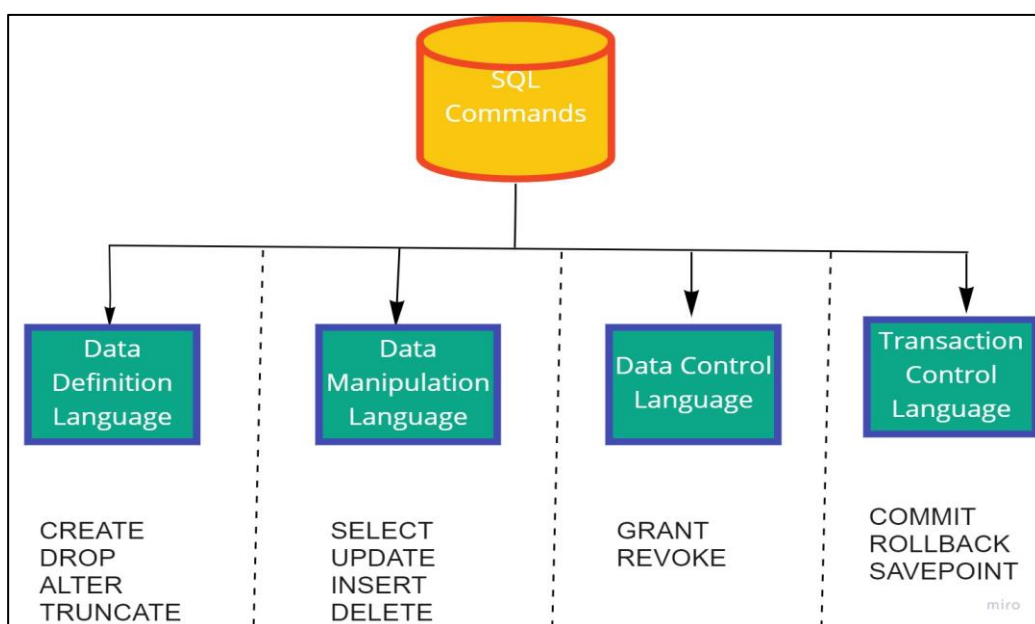 SQL
Commands
Data
Definition
Language
Data
Manipulation
Language
Data Control
Language
Transaction
Control
Language
CREATE
DROP
ALTER
TRUNCATE
SELECT
UPDATE
INSERT
DELETE
GRANT
REVOKE
COMMIT
ROLLBACK
SAVEPOINT
miro